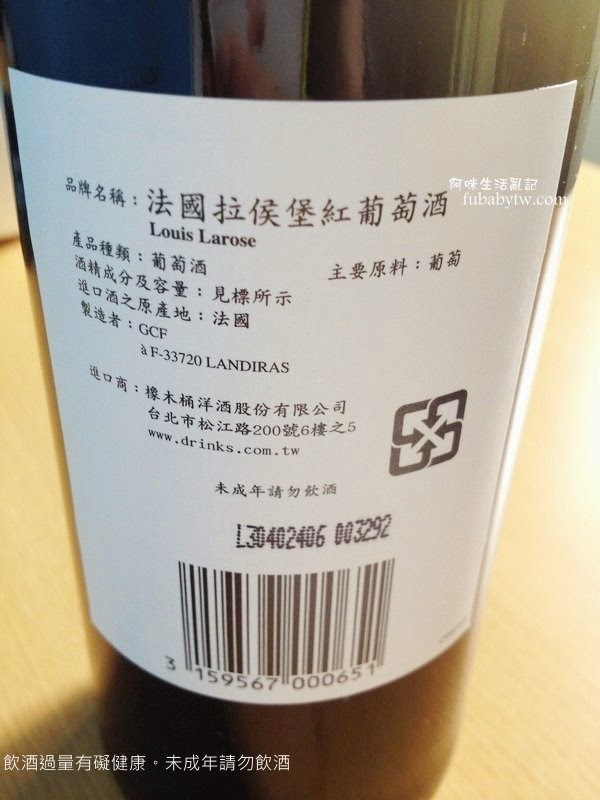 阿咪生活亂記
fubabytw.com
品牌名稱：法國拉侯堡紅葡萄酒
Louis Larose
產品種類：葡萄酒 主要原料：葡萄
酒精成分及容量：見標所示
進口酒之原產地：法國
製造者：GCF
à F-33720 LANDIRAS
進口商：橡木桶洋酒股份有限公司
台北市松江路200號6樓之5
www.drinks.com.tw
未成年請勿飲酒
L30402406 003292
3 159567 000651
飲酒過量有礙健康。未成年請勿飲酒